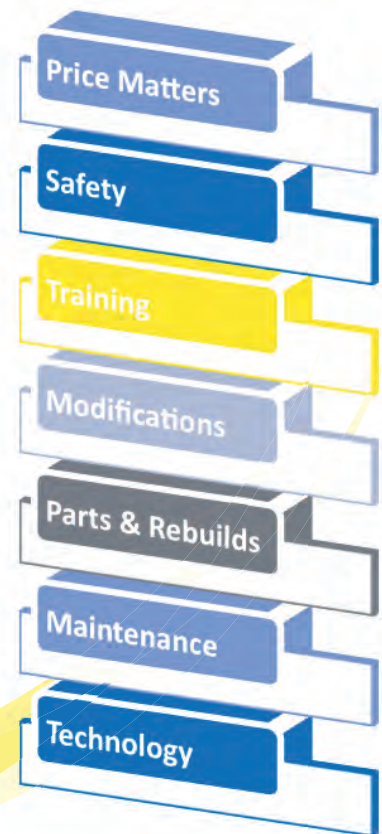 Price Matters
Safety
Training
Modifications
Parts & Rebuilds
Maintenance
Technology